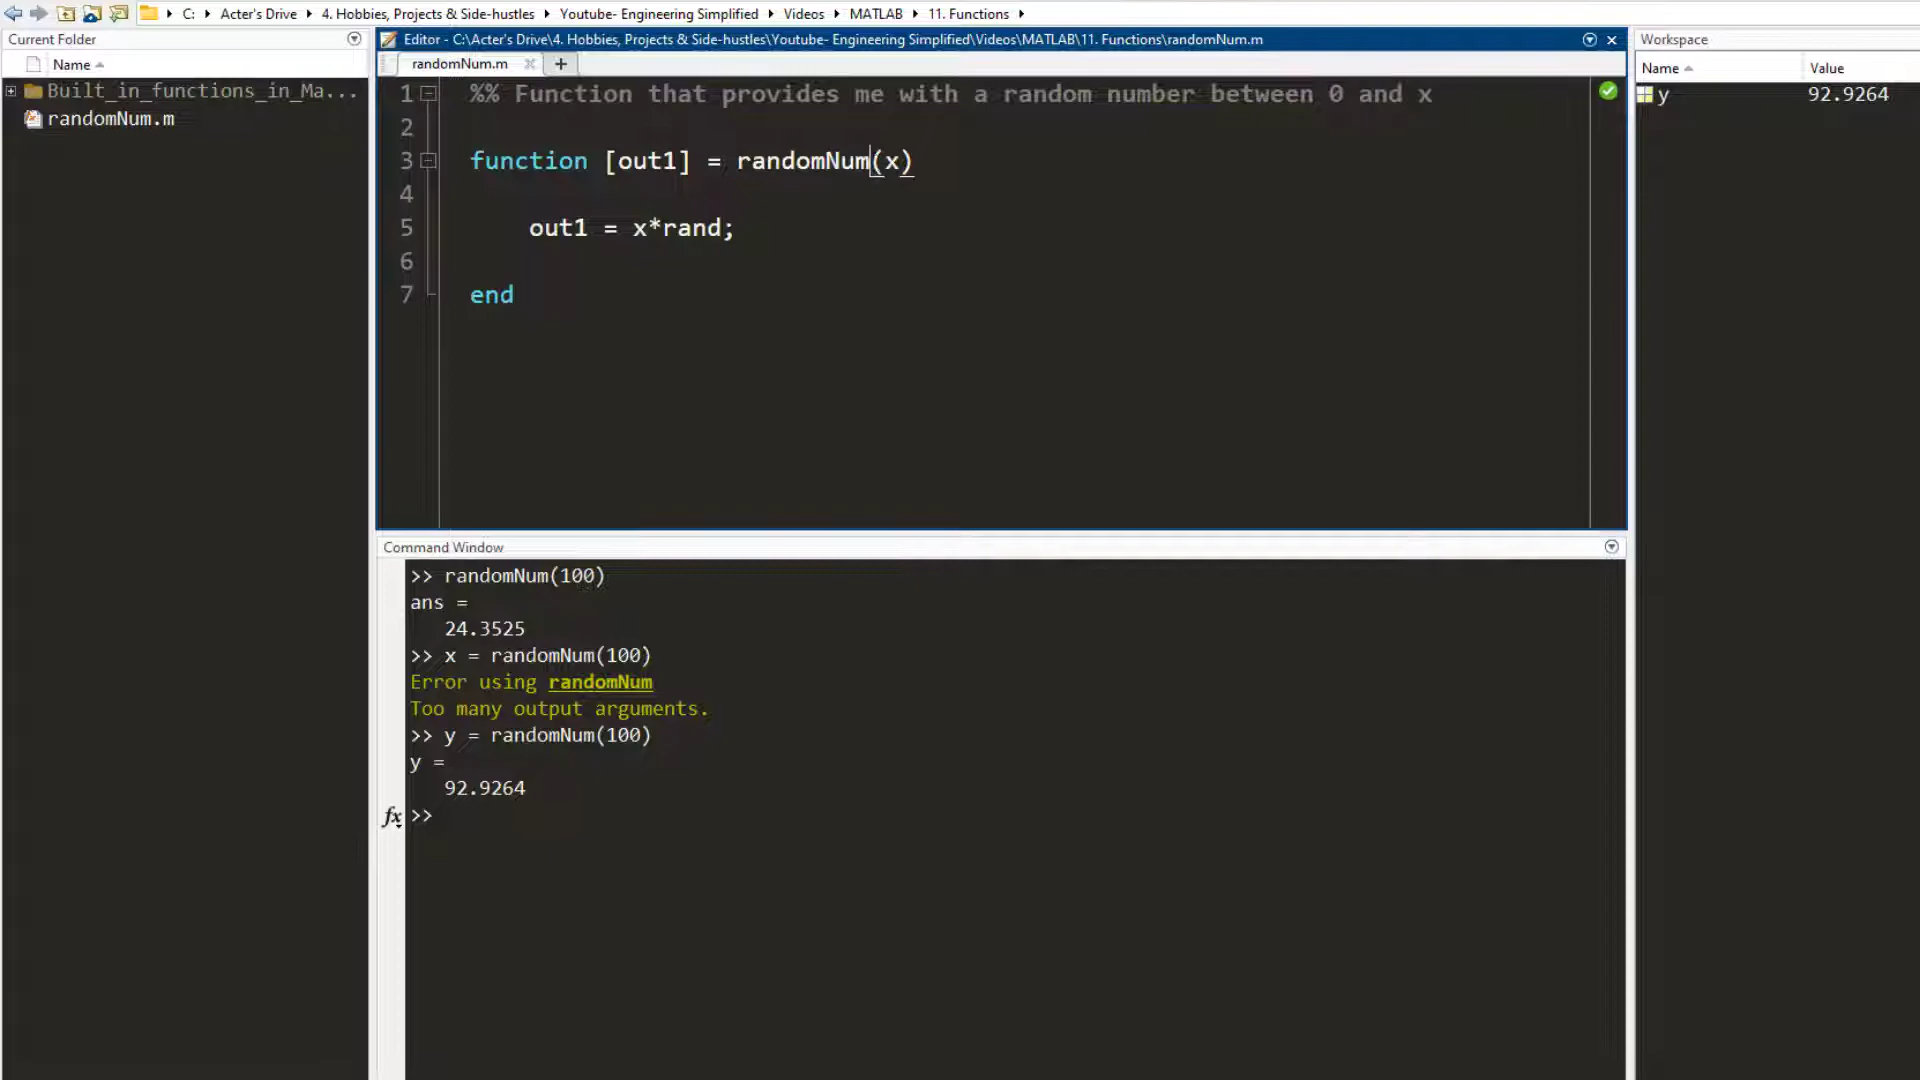 C: Acter's Drive 4. Hobbies, Projects & Side-hustles Youtube- Engineering Simplified Videos MATLAB 11. Functions
Current Folder
Name
Built_in_functions_in_Ma...
randomNum.m
Editor - C:\Acter's Drive\4. Hobbies, Projects & Side-hustles\Youtube- Engineering Simplified\Videos\MATLAB\11. Functions\randomNum.m
randomNum.m
1 %% Function that provides me with a random number between 0 and x
2
3 function [out1] = randomNum(x)
4
5 out1 = x*rand;
6
7 end
Command Window
>> randomNum(100)
ans =
24.3525
>> x = randomNum(100)
Error using randomNum
Too many output arguments.
>> y = randomNum(100)
y =
92.9264
fx >>
Workspace
Name Value
y 92.9264